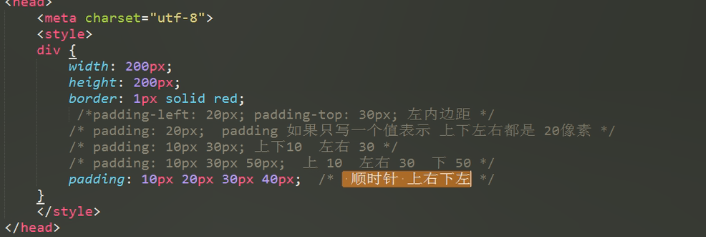 <head>
<meta charset="utf-8">
<style>
div {
width: 200px;
height: 200px;
border: 1px solid red;
/*padding-left: 20px; padding-top: 30px; 左内边距 */
/* padding: 20px;  padding 如果只写一个值表示 上下左右都是 20像素 */
/* padding: 10px 30px; 上下10  左右 30 */
/* padding: 10px 30px 50px;  上 10  左右 30  下 50 */
padding: 10px 20px 30px 40px;  /*  顺时针 上右下左 */
}
</style>
</head>